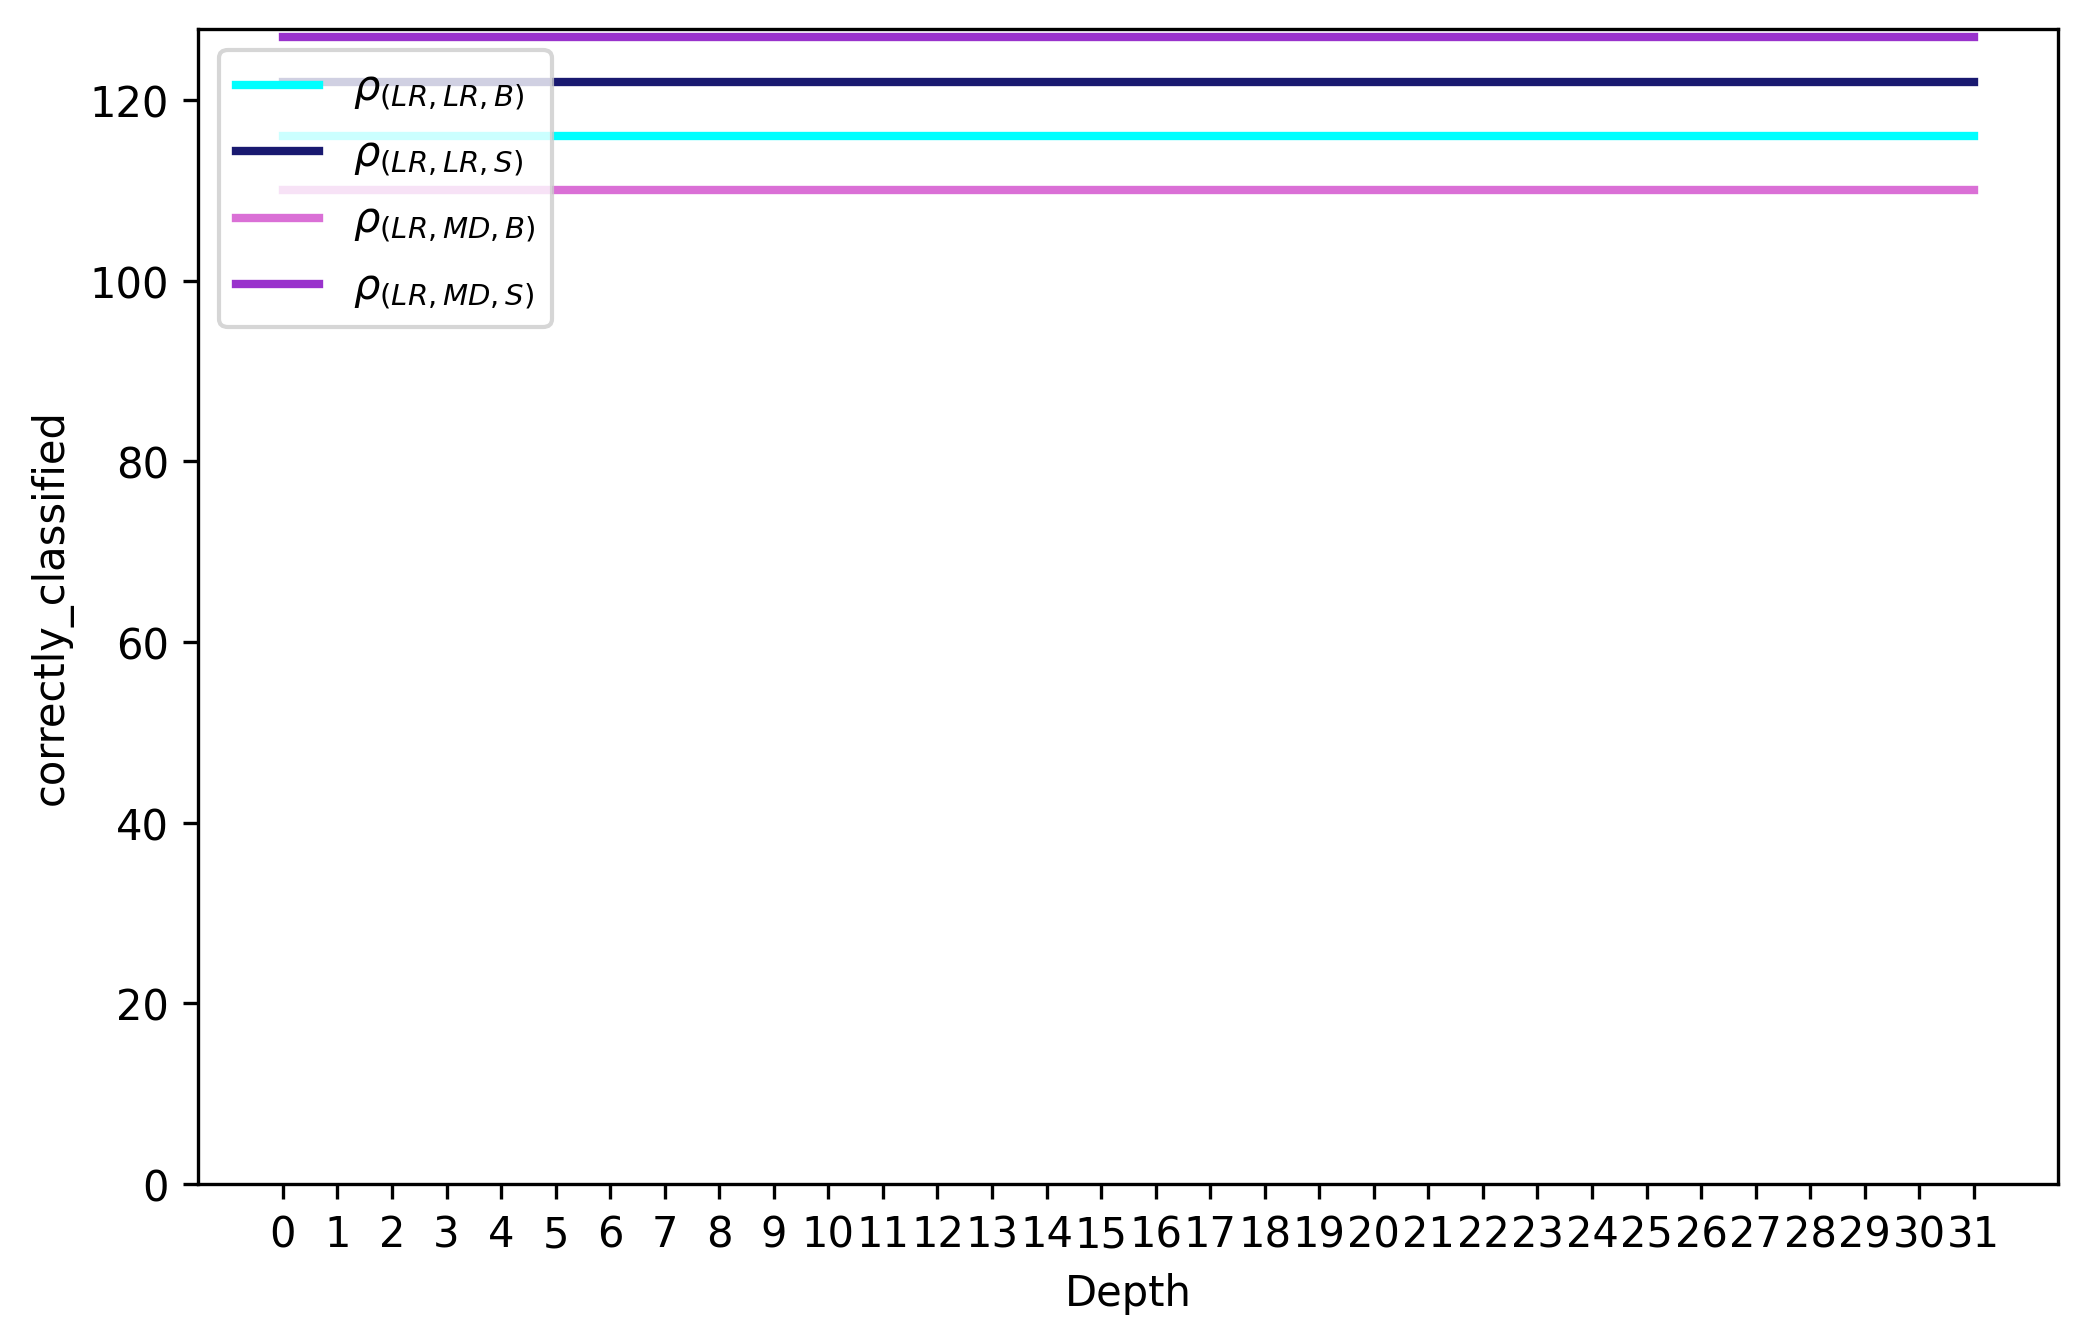 ρ(LR, LR, B)
ρ(LR, LR, S)
ρ(LR, MD, B)
ρ(LR, MD, S)
120
100
80
60
40
20
0
correctly_classified
0 1 2 3 4 5 6 7 8 9 10 11 12 13 14 15 16 17 18 19 20 21 22 23 24 25 26 27 28 29 30 31
Depth